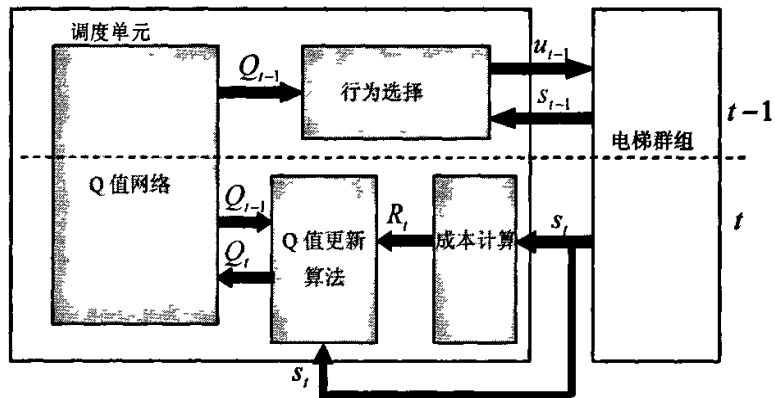 调度单元
Q_{t-1}
行为选择
u_{t-1}
s_{t-1}
t-1
电梯群组
Q值网络
Q_{t-1}
Q_t
Q值更新
算法
R_t
成本计算
s_t
t
s_t